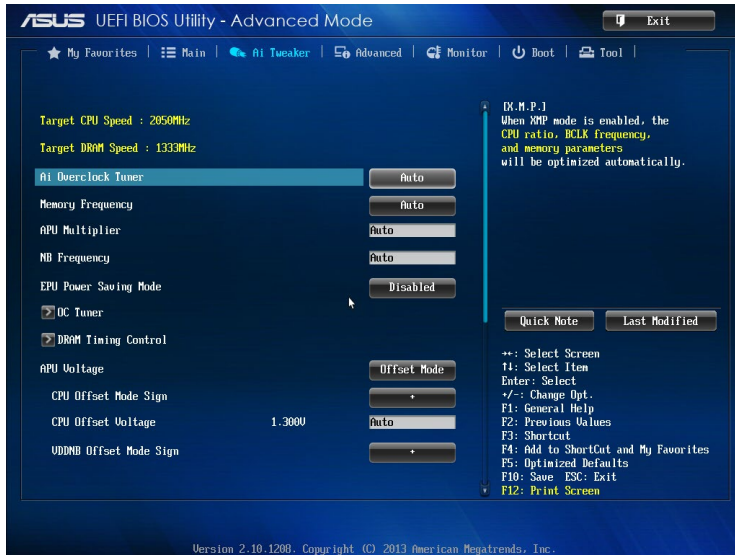 ASUS UEFI BIOS Utility - Advanced Mode
Exit
My Favorites | Main | Ai Tweaker | Advanced | Monitor | Boot | Tool |
Target CPU Speed : 2050MHz
Target DRAM Speed : 1333MHz
Ai Overclock Tuner Auto
Memory Frequency Auto
APU Multiplier Auto
NB Frequency Auto
EPU Power Saving Mode Disabled
> OC Tuner
> DRAM Timing Control
APU Voltage Offset Mode
CPU Offset Mode Sign +
CPU Offset Voltage 1.300V Auto
VDDNB Offset Mode Sign +
[X.M.P.]
When XMP mode is enabled, the
CPU ratio, BCLK frequency,
and memory parameters
will be optimized automatically.
Quick Note Last Modified
→←: Select Screen
↑↓: Select Item
Enter: Select
+/-: Change Opt.
F1: General Help
F2: Previous Values
F3: Shortcut
F4: Add to ShortCut and My Favorites
F5: Optimized Defaults
F10: Save ESC: Exit
F12: Print Screen
Version 2.10.1208. Copyright (C) 2013 American Megatrends, Inc.